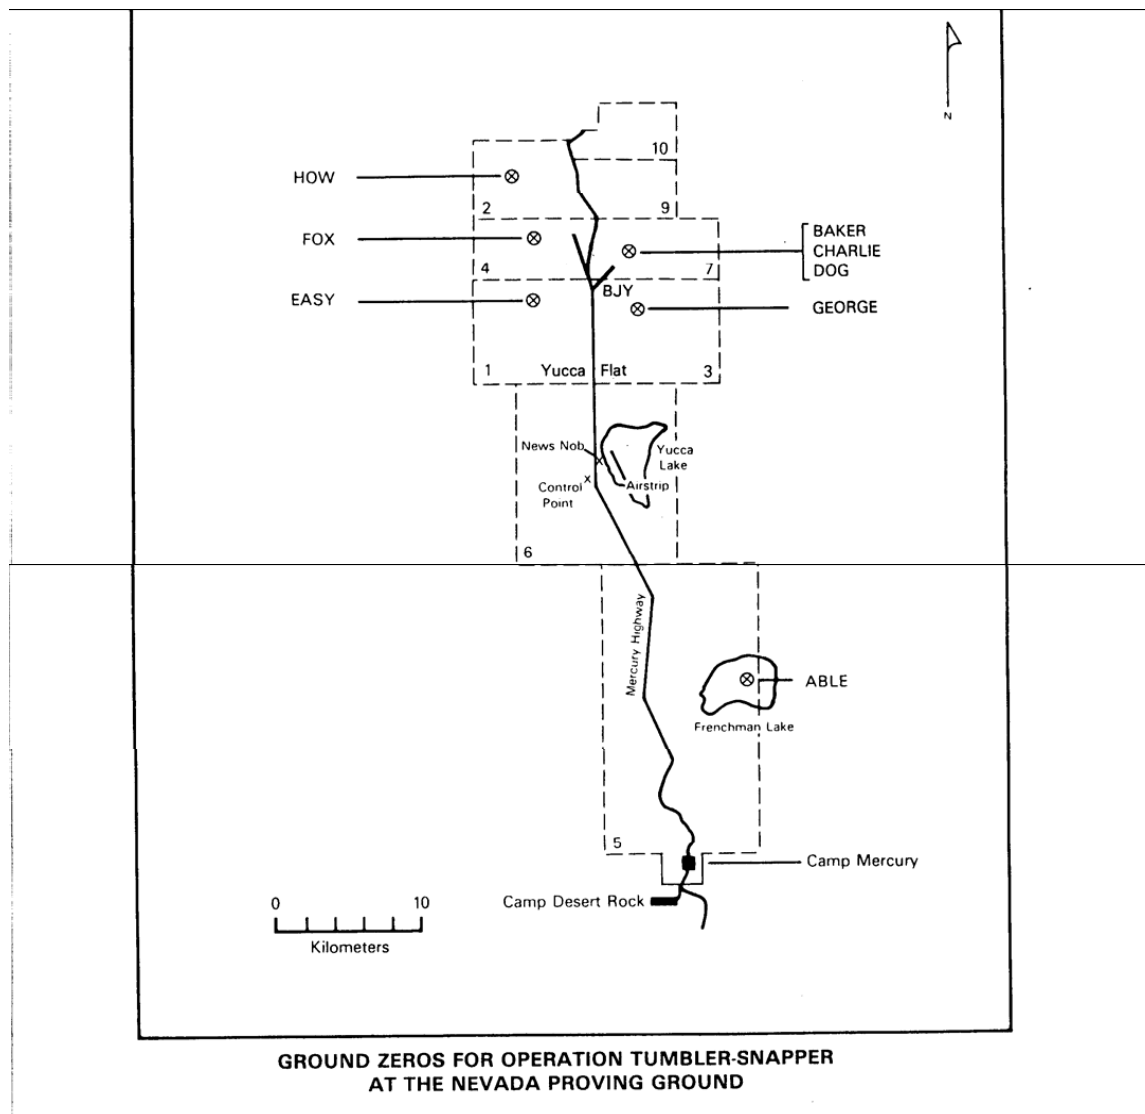 N
10
HOW
2
9
FOX
BAKER
CHARLIE
DOG
4
7
EASY
BJY
GEORGE
1
Yucca Flat
3
News Nob
Yucca
Lake
Control
Point
Airstrip
6
Mercury Highway
ABLE
Frenchman Lake
5
Camp Mercury
Camp Desert Rock
0 10
Kilometers
GROUND ZEROS FOR OPERATION TUMBLER-SNAPPER
AT THE NEVADA PROVING GROUND